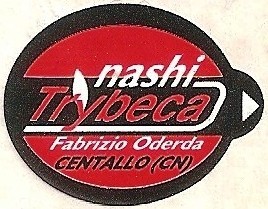 nashi
Trybeca
Fabrizio Oderda
CENTALLO (CN)